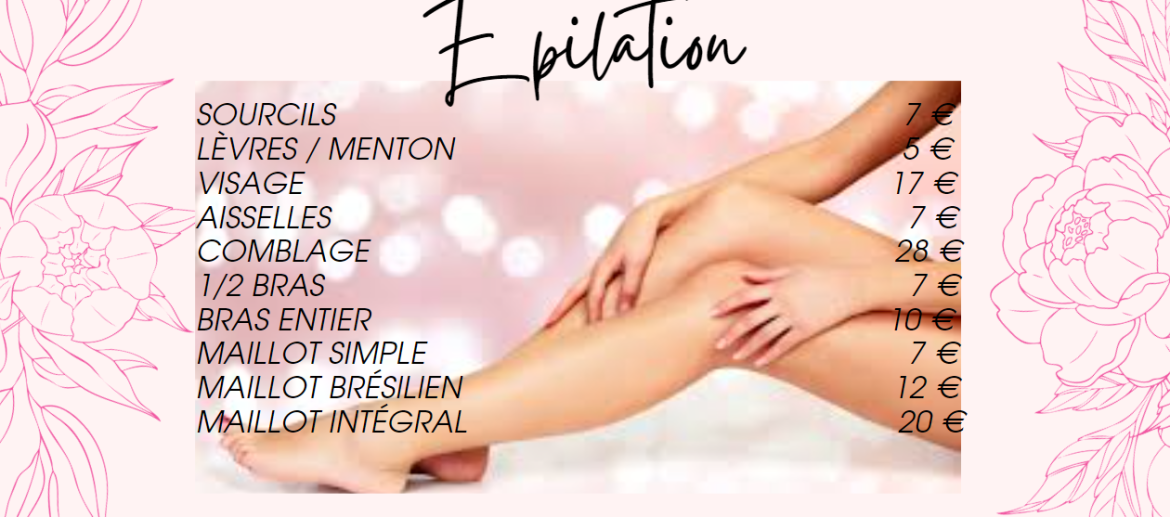 Epilation
SOURCILS 7 €
LÈVRES / MENTON 5 €
VISAGE 17 €
AISSELLES 7 €
COMBLAGE 28 €
1/2 BRAS 7 €
BRAS ENTIER 10 €
MAILLOT SIMPLE 7 €
MAILLOT BRÉSILIEN 12 €
MAILLOT INTÉGRAL 20 €